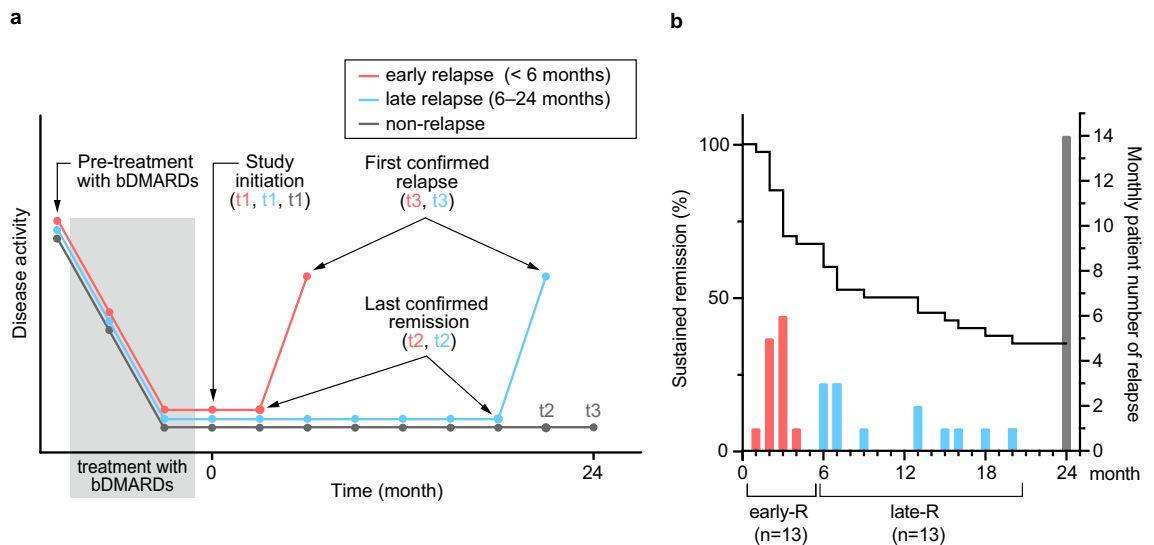 a
early relapse (< 6 months)
late relapse (6–24 months)
non-relapse
Pre-treatment
with bDMARDs
Study
initiation
(t1, t1, t1)
First confirmed
relapse
(t3, t3)
Last confirmed
remission
(t2, t2)
t2
t3
Disease activity
treatment with
bDMARDs
0
24
Time (month)
b
100
50
0
Sustained remission (%)
14
12
10
8
6
4
2
0
Monthly patient number of relapse
0
6
12
18
24
month
early-R
(n=13)
late-R
(n=13)